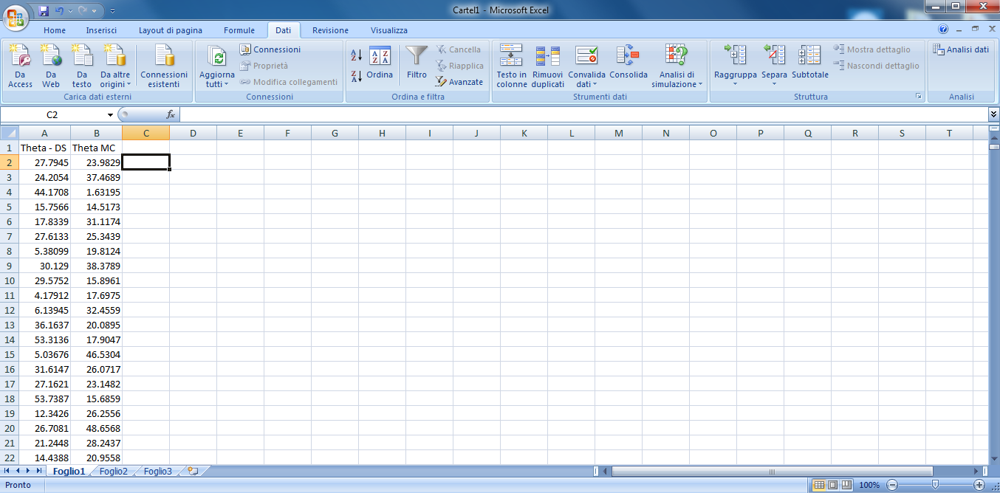 Cartel1 - Microsoft Excel
Home Inserisci Layout di pagina Formule Dati Revisione Visualizza
Da Access
Da Web
Da testo
Da altre origini
Connessioni esistenti
Carica dati esterni
Aggiorna tutti
Connessioni
Proprietà
Modifica collegamenti
Connessioni
Ordina
Filtro
Cancella
Riapplica
Avanzate
Ordina e filtra
Testo in colonne
Rimuovi duplicati
Convalida dati
Consolida
Analisi di simulazione
Strumenti dati
Raggruppa
Separa
Subtotale
Mostra dettaglio
Nascondi dettaglio
Struttura
Analisi dati
Analisi
C2 fx
A B C D E F G H I J K L M N O P Q R S T
1 Theta - DS Theta MC
2 27.7945 23.9829
3 24.2054 37.4689
4 44.1708 1.63195
5 15.7566 14.5173
6 17.8339 31.1174
7 27.6133 25.3439
8 5.38099 19.8124
9 30.129 38.3789
10 29.5752 15.8961
11 4.17912 17.6975
12 6.13945 32.4559
13 36.1637 20.0895
14 53.3136 17.9047
15 5.03676 46.5304
16 31.6147 26.0717
17 27.1621 23.1482
18 53.7387 15.6859
19 12.3426 26.2556
20 26.7081 48.6568
21 21.2448 28.2437
22 14.4388 20.9558
Foglio1 Foglio2 Foglio3
Pronto 100%